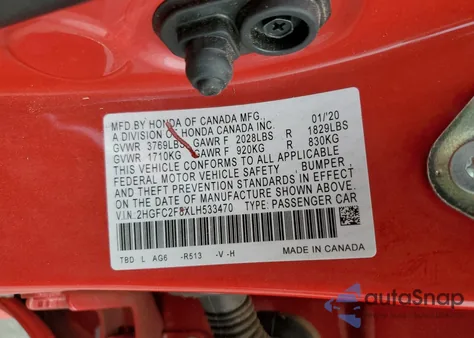 MFD.BY HONDA OF CANADA MFG., 01/'20
A DIVISION OF HONDA CANADA INC.
GVWR 3769LBS GAWR F 2028LBS R 1829LBS
GVWR 1710KG GAWR F 920KG R 830KG
THIS VEHICLE CONFORMS TO ALL APPLICABLE
FEDERAL MOTOR VEHICLE SAFETY, BUMPER,
AND THEFT PREVENTION STANDARDS IN EFFECT
ON THE DATE OF MANUFACTURE SHOWN ABOVE.
V.I.N.:2HGFC2F8XLH533470 TYPE: PASSENGER CAR
TBD L AG6 -R513 -V -H MADE IN CANADA
autoSnap